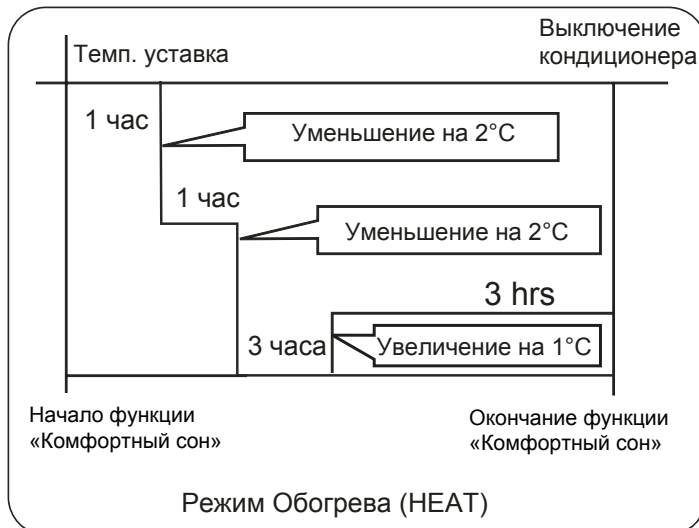 Выключение
кондиционера
Темп. уставка
1 час
Уменьшение на 2°C
1 час
Уменьшение на 2°C
3 hrs
3 часа
Увеличение на 1°C
Начало функции
«Комфортный сон»
Окончание функции
«Комфортный сон»
Режим Обогрева (HEAT)